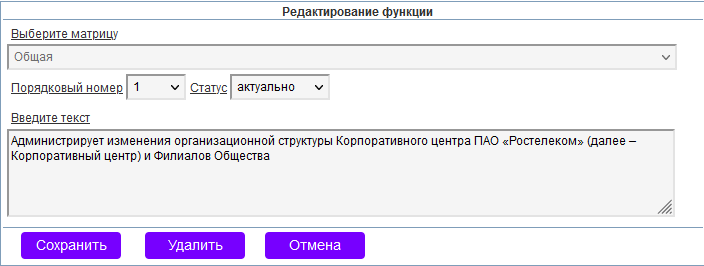 Редактирование функции
Выберите матрицу
Общая
Порядковый номер 1 Статус актуально
Введите текст
Администрирует изменения организационной структуры Корпоративного центра ПАО «Ростелеком» (далее –
Корпоративный центр) и Филиалов Общества
Сохранить Удалить Отмена